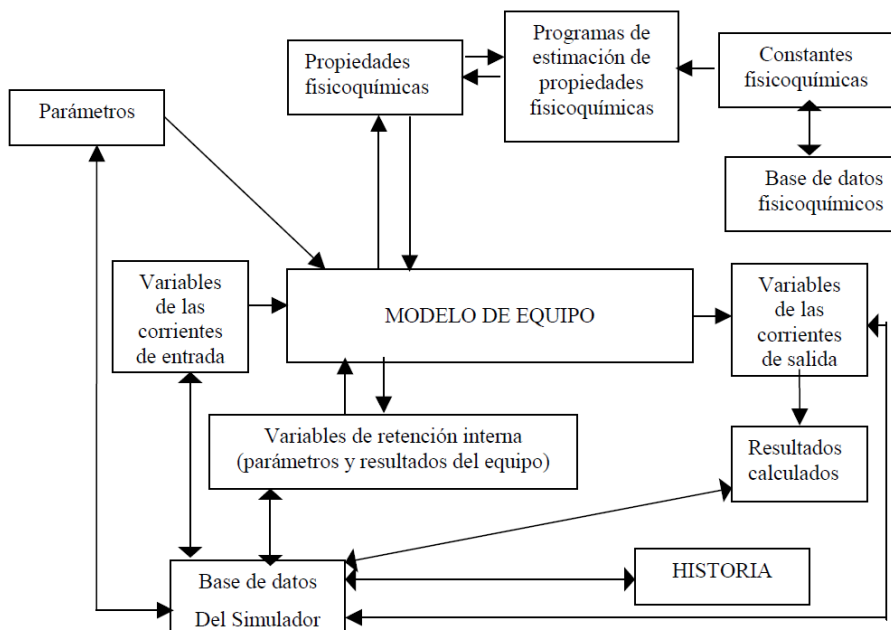 Programas de
estimación de
propiedades
fisicoquímicas
Propiedades
fisicoquímicas
Constantes
fisicoquímicas
Parámetros
Base de datos
fisicoquímicos
Variables
de las
corrientes
de entrada
MODELO DE EQUIPO
Variables
de las
corrientes
de salida
Variables de retención interna
(parámetros y resultados del equipo)
Resultados
calculados
Base de datos
Del Simulador
HISTORIA